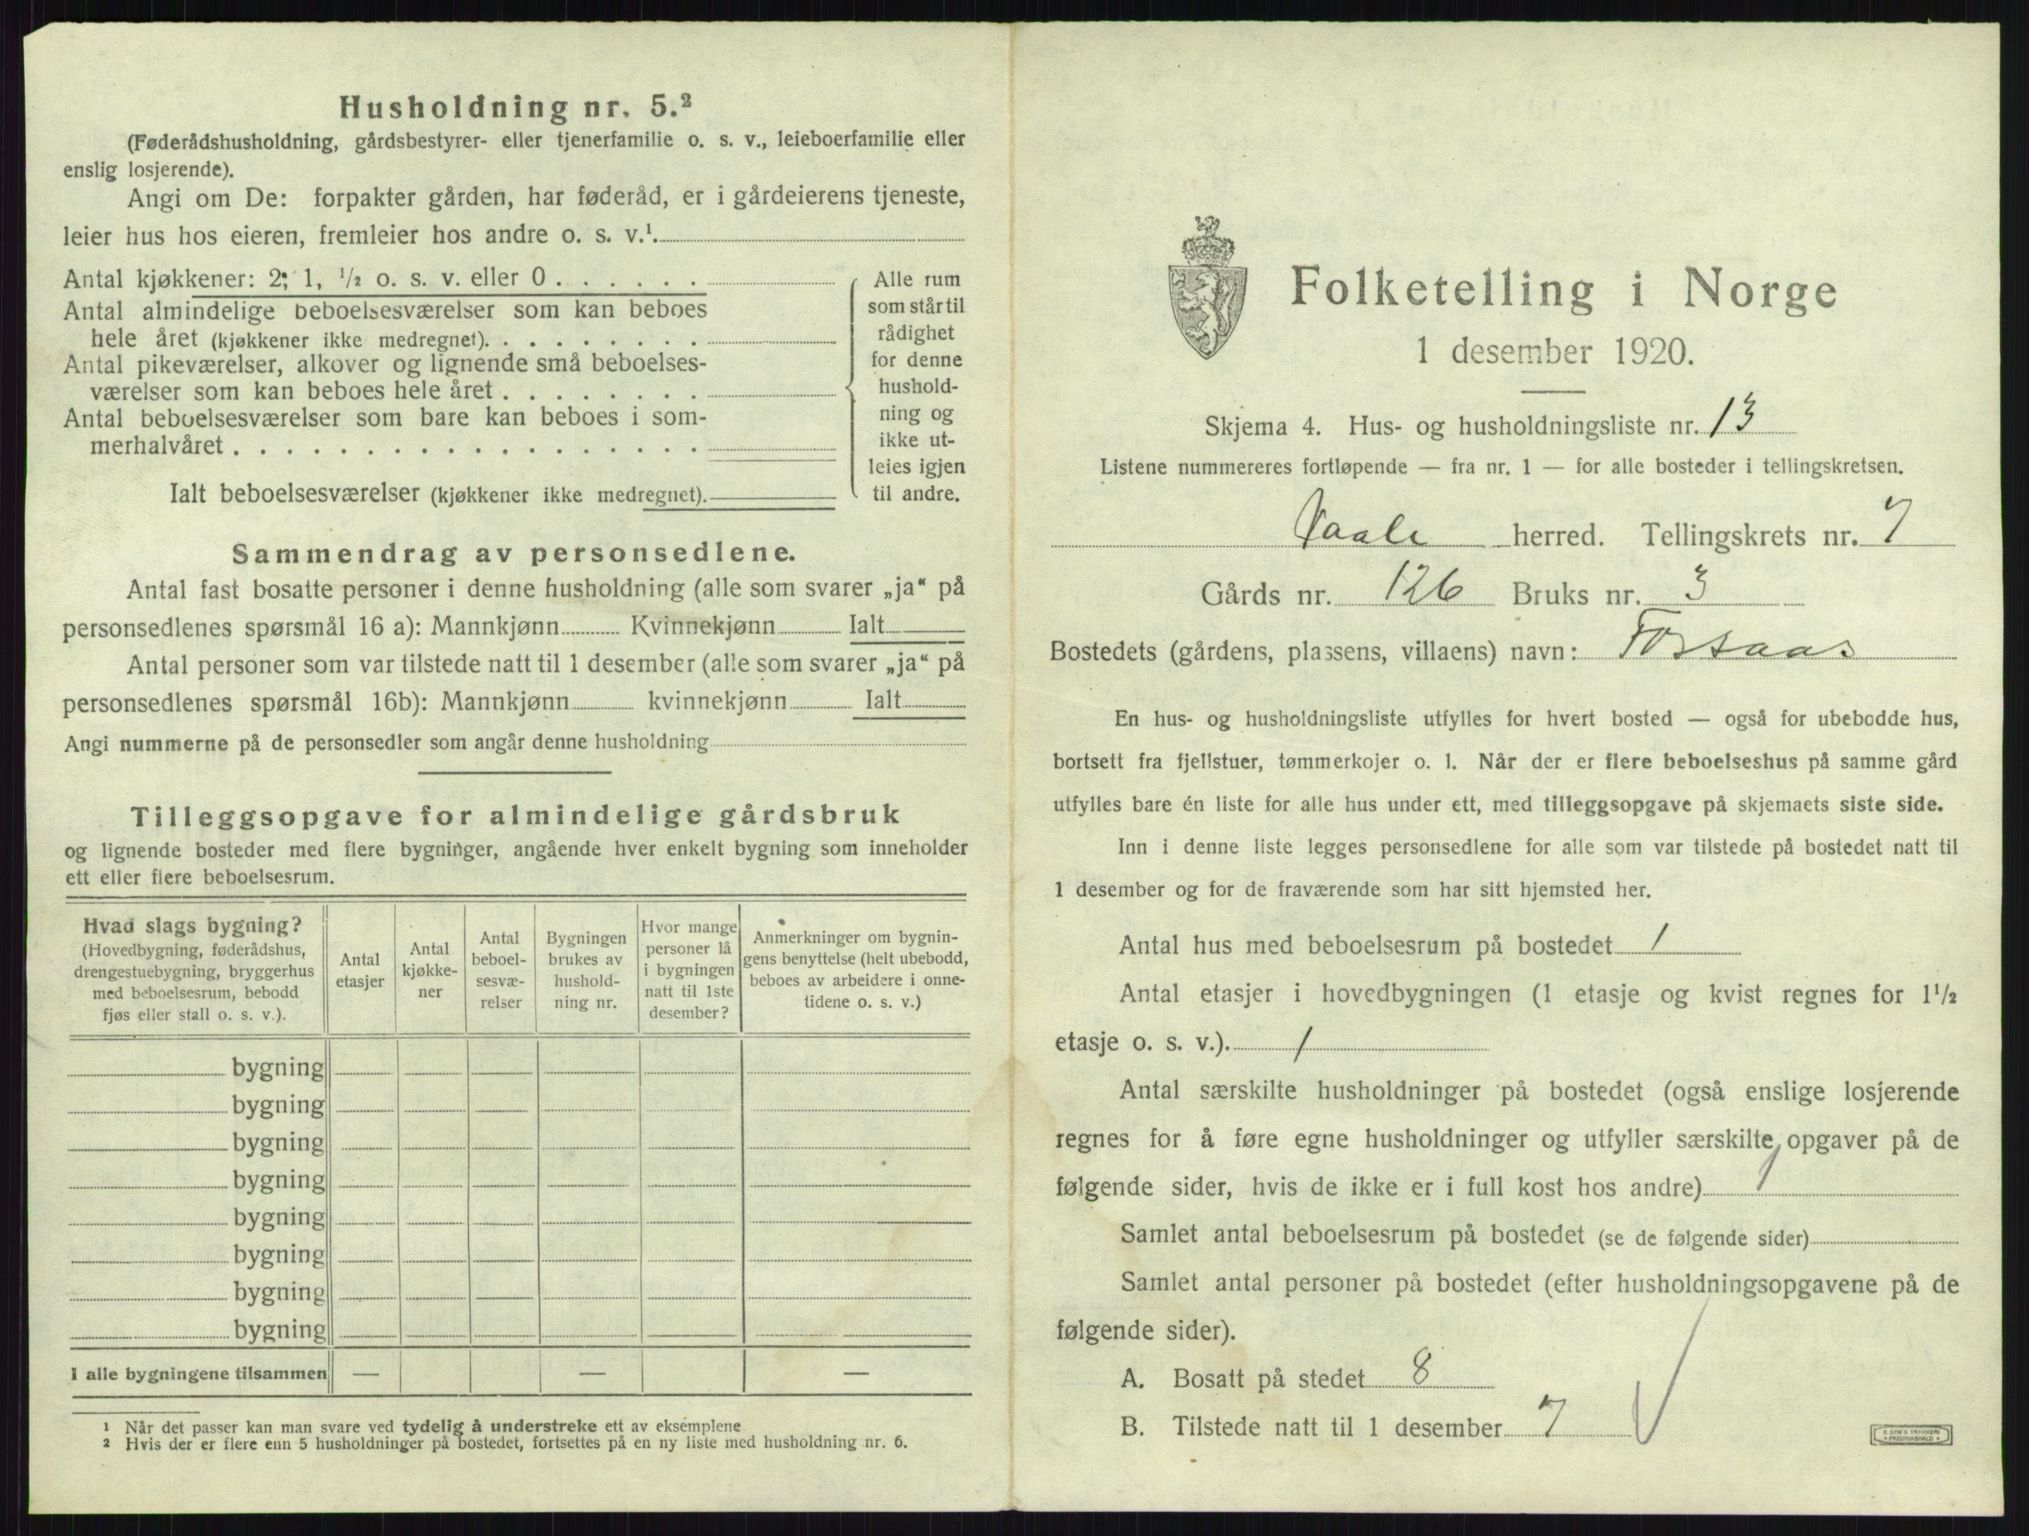 Husholdning nr. 5.²
(Føderådshusholdning, gårdsbestyrer- eller tjenerfamilie o. s. v., leieboerfamilie eller
enslig losjerende).
Angi om De: forpakter gården, har føderåd, er i gårdeierens tjeneste,
leier hus hos eieren, fremleier hos andre o. s. v.¹
Antal kjøkkener: 2; 1, ½ o. s. v. eller 0
Antal almindelige beboelsesværelser som kan beboes
hele året (kjøkkener ikke medregnet).
Antal pikeværelser, alkover og lignende små beboelses-
værelser som kan beboes hele året
Antal beboelsesværelser som bare kan beboes i som-
merhalvåret
Ialt beboelsesværelser (kjøkkener ikke medregnet).
Alle rum
som står til
rådighet
for denne
hushold-
ning og
ikke ut-
leies igjen
til andre.
Sammendrag av personsedlene.
Antal fast bosatte personer i denne husholdning (alle som svarer „ja“ på
personsedlenes spørsmål 16 a): Mannkjønn Kvinnekjønn Ialt
Antal personer som var tilstede natt til 1 desember (alle som svarer „ja“ på
personsedlenes spørsmål 16b): Mannkjønn kvinnekjønn Ialt
Angi nummerne på de personsedler som angår denne husholdning
Tilleggsopgave for almindelige gårdsbruk
og lignende bosteder med flere bygninger, angående hver enkelt bygning som inneholder
ett eller flere beboelsesrum.
Hvad slags bygning?
(Hovedbygning, føderådshus,
drengestuebygning, bryggerhus
med beboelsesrum, bebodd
fjøs eller stall o. s. v.).
Antal
etasjer
Antal
kjøkke-
ner
Antal
beboel-
sesvæ-
relser
Bygningen
brukes av
hushold-
ning nr.
Hvor mange
personer lå
i bygningen
natt til 1ste
desember?
Anmerkninger om bygnin-
gens benyttelse (helt ubebodd,
beboes av arbeidere i onne-
tidene o. s. v.)
bygning
bygning
bygning
bygning
bygning
bygning
bygning
bygning
I alle bygningene tilsammen — — —
¹ Når det passer kan man svare ved tydelig å understreke ett av eksemplene
² Hvis der er flere enn 5 husholdninger på bostedet, fortsettes på en ny liste med husholdning nr. 6.
Folketelling i Norge
1 desember 1920.
Skjema 4. Hus- og husholdningsliste nr. 13
Listene nummereres fortløpende — fra nr. 1 — for alle bosteder i tellingskretsen.
Vaale herred. Tellingskrets nr. 7
Gårds nr. 126 Bruks nr. 3
Bostedets (gårdens, plassens, villaens) navn: Forsaas
En hus- og husholdningsliste utfylles for hvert bosted — også for ubebodde hus,
bortsett fra fjellstuer, tømmerkojer o. l. Når der er flere beboelseshus på samme gård
utfylles bare én liste for alle hus under ett, med tilleggsopgave på skjemaets siste side.
Inn i denne liste legges personsedlene for alle som var tilstede på bostedet natt til
1 desember og for de fraværende som har sitt hjemsted her.
Antal hus med beboelsesrum på bostedet 1
Antal etasjer i hovedbygningen (1 etasje og kvist regnes for 1½
etasje o. s. v.). 1
Antal særskilte husholdninger på bostedet (også enslige losjerende
regnes for å føre egne husholdninger og utfyller særskilte opgaver på de
følgende sider, hvis de ikke er i full kost hos andre) 1
Samlet antal beboelsesrum på bostedet (se de følgende sider)
Samlet antal personer på bostedet (efter husholdningsopgavene på de
følgende sider).
A. Bosatt på stedet 8
B. Tilstede natt til 1 desember 7